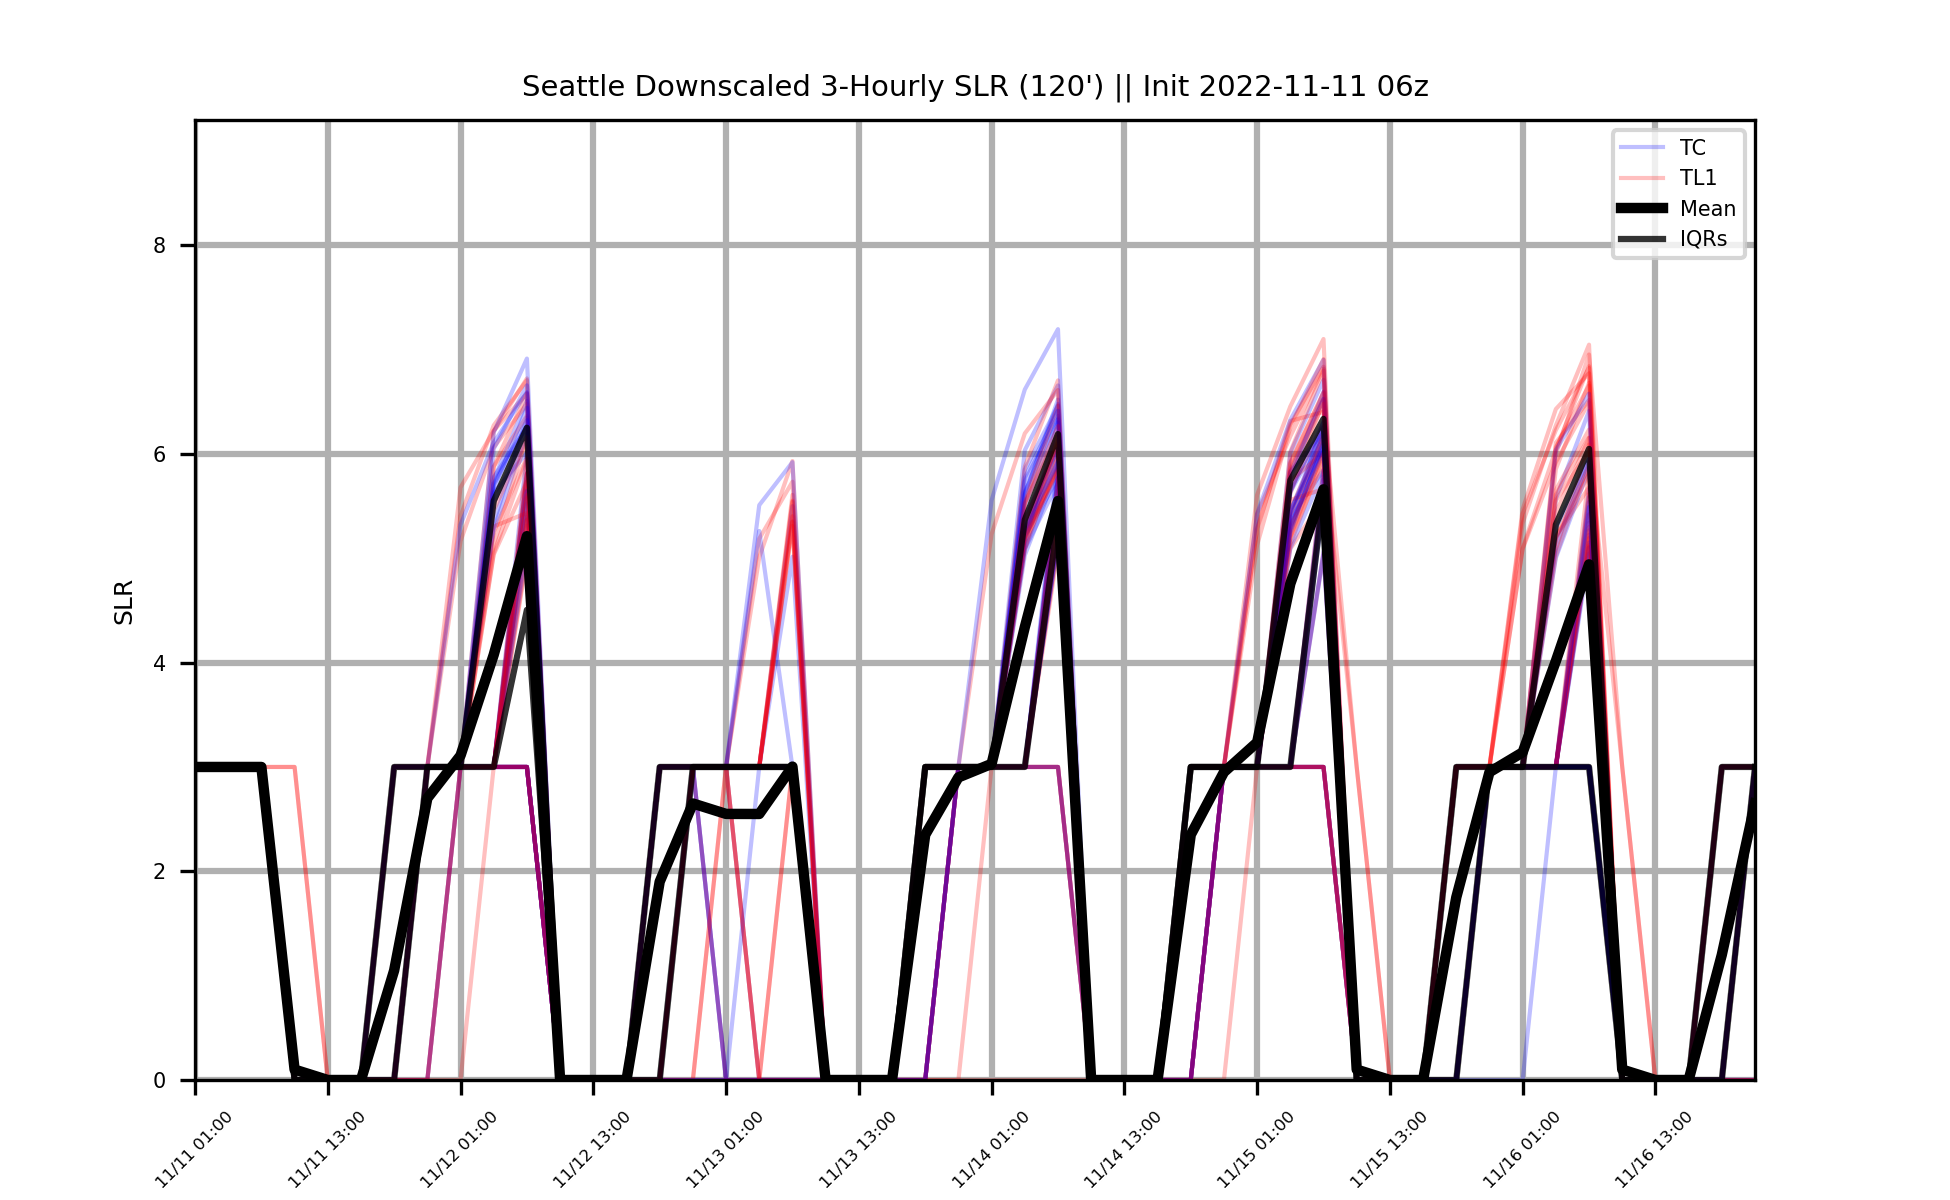 Seattle Downscaled 3-Hourly SLR (120') || Init 2022-11-11 06z
TC
TL1
Mean
IQRs
SLR
8
6
4
2
0
11/11 01:00
11/11 13:00
11/12 01:00
11/12 13:00
11/13 01:00
11/13 13:00
11/14 01:00
11/14 13:00
11/15 01:00
11/15 13:00
11/16 01:00
11/16 13:00